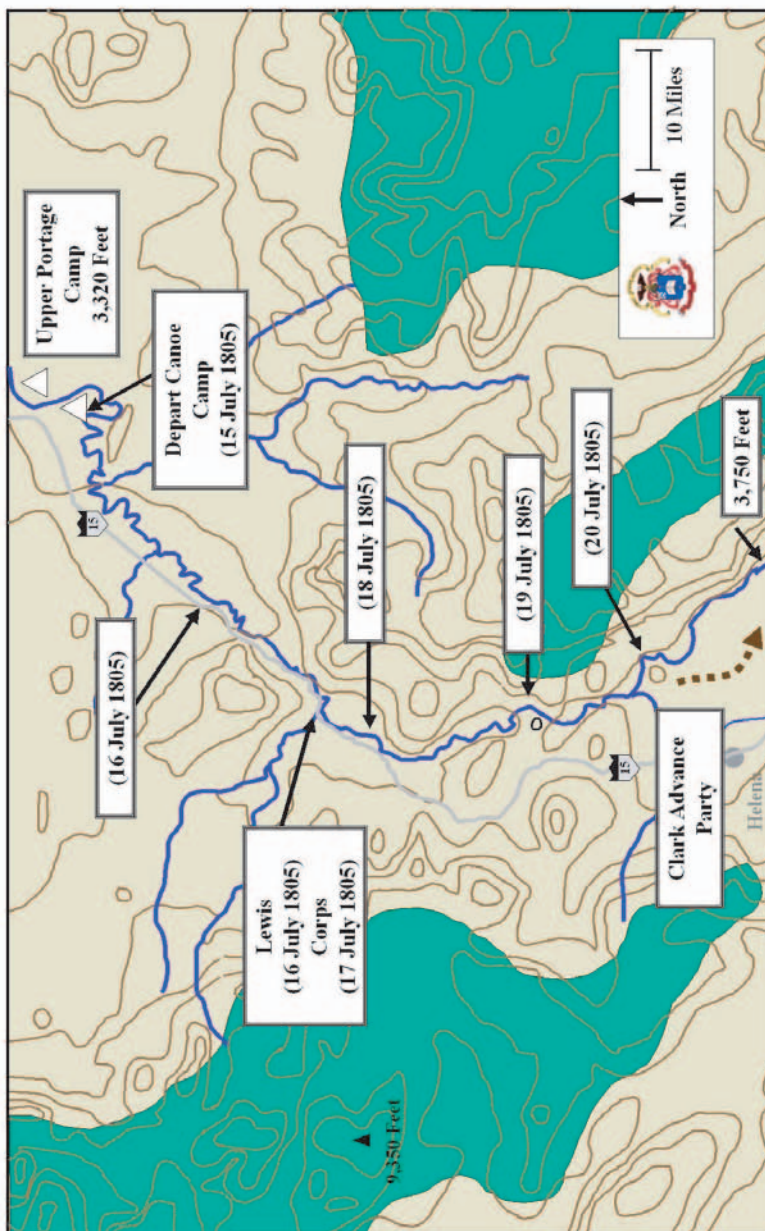 Upper Portage
Camp
3,320 Feet
Depart Canoe
Camp
(15 July 1805)
15
(16 July 1805)
Lewis
(16 July 1805)
Corps
(17 July 1805)
(18 July 1805)
(19 July 1805)
(20 July 1805)
3,750 Feet
15
Clark Advance
Party
Helena
9,350 Feet
North
10 Miles